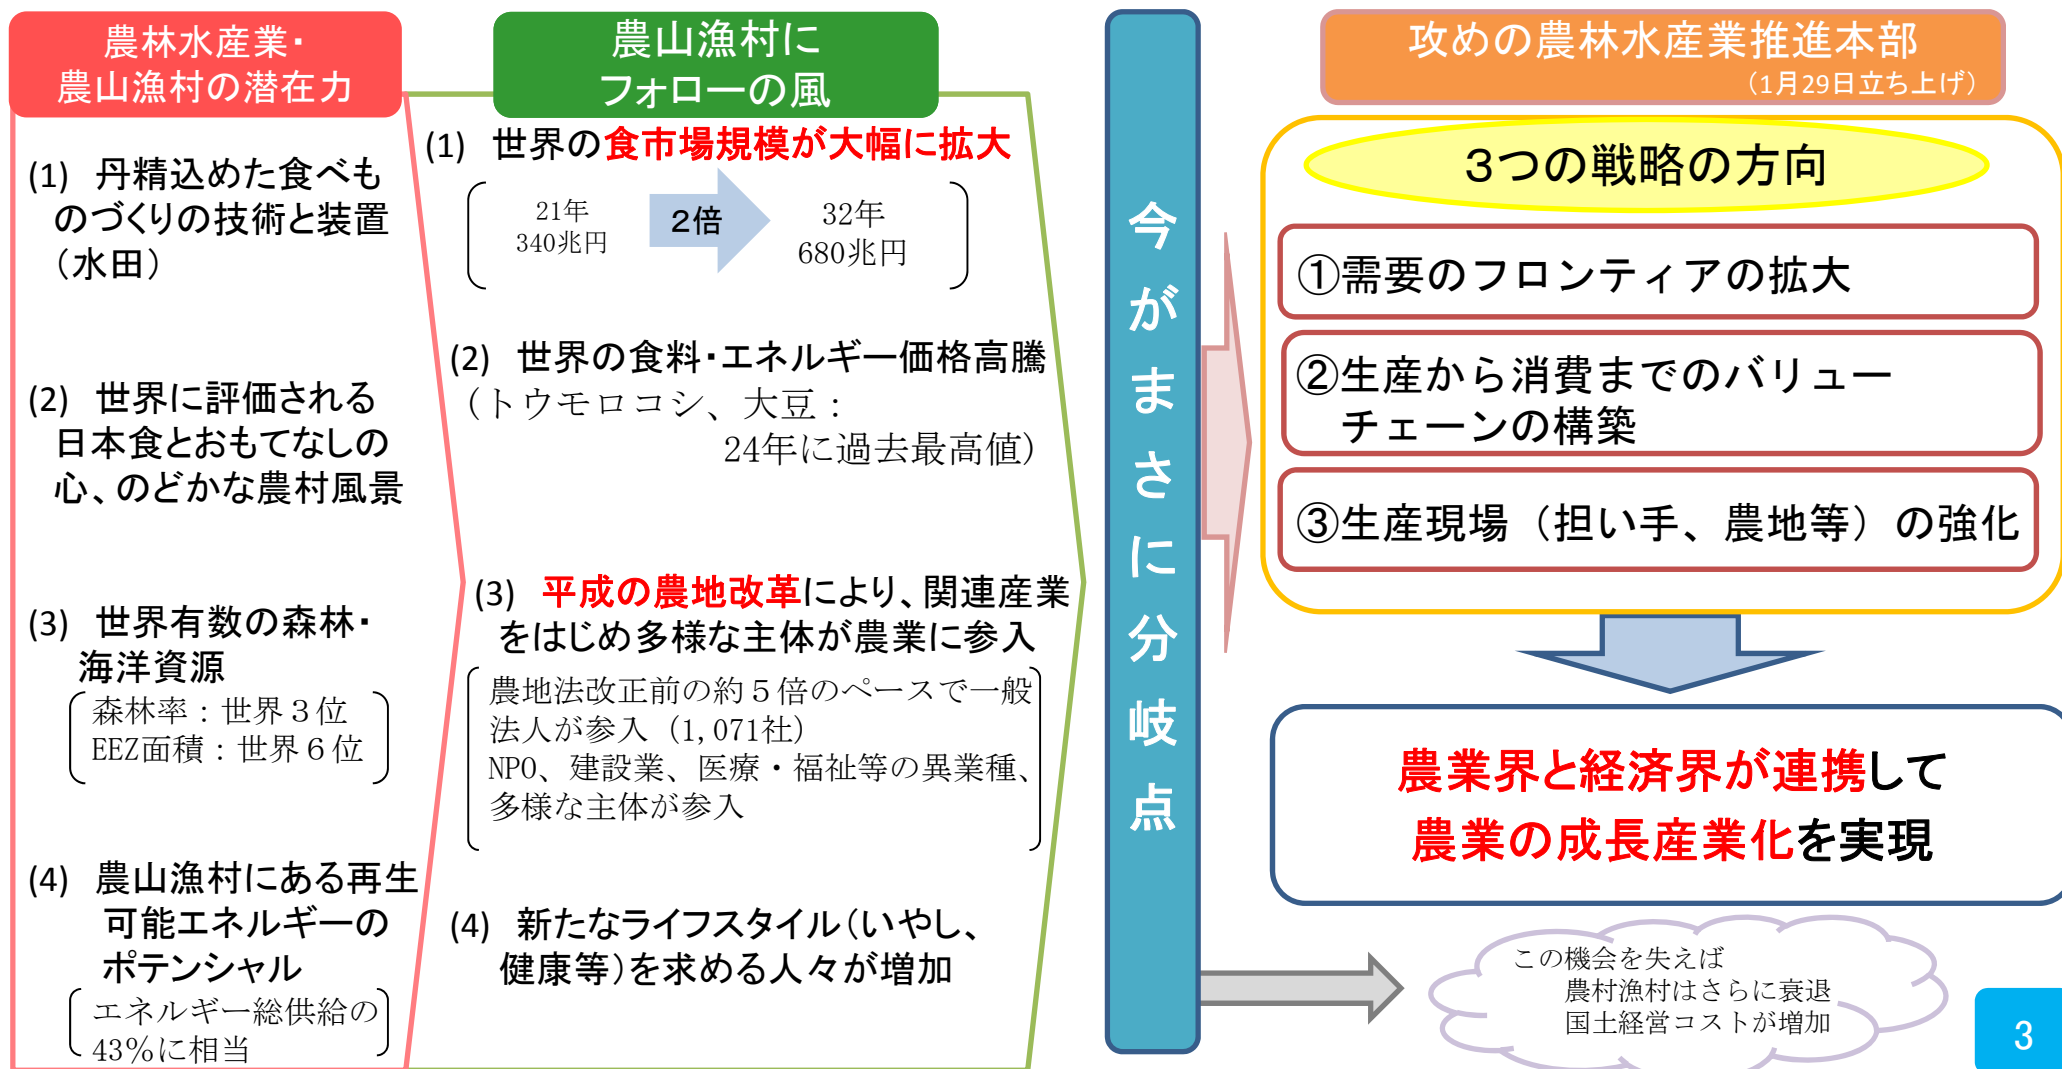 農林水産業・
農山漁村の潜在力
(1) 丹精込めた食べも
のづくりの技術と装置
（水田）
(2) 世界に評価される
日本食とおもてなしの
心、のどかな農村風景
(3) 世界有数の森林・
海洋資源
森林率：世界３位
EEZ面積：世界６位
(4) 農山漁村にある再生
可能エネルギーの
ポテンシャル
エネルギー総供給の
43%に相当
農山漁村に
フォローの風
(1) 世界の食市場規模が大幅に拡大
21年
340兆円
２倍
32年
680兆円
(2) 世界の食料・エネルギー価格高騰
（トウモロコシ、大豆：
24年に過去最高値）
(3) 平成の農地改革により、関連産業
をはじめ多様な主体が農業に参入
農地法改正前の約５倍のペースで一般
法人が参入（1,071社）
NPO、建設業、医療・福祉等の異業種、
多様な主体が参入
(4) 新たなライフスタイル（いやし、
健康等）を求める人々が増加
今がまさに分岐点
攻めの農林水産業推進本部
（1月29日立ち上げ）
３つの戦略の方向
①需要のフロンティアの拡大
②生産から消費までのバリュー
チェーンの構築
③生産現場（担い手、農地等）の強化
農業界と経済界が連携して
農業の成長産業化を実現
この機会を失えば
農村漁村はさらに衰退
国土経営コストが増加
3